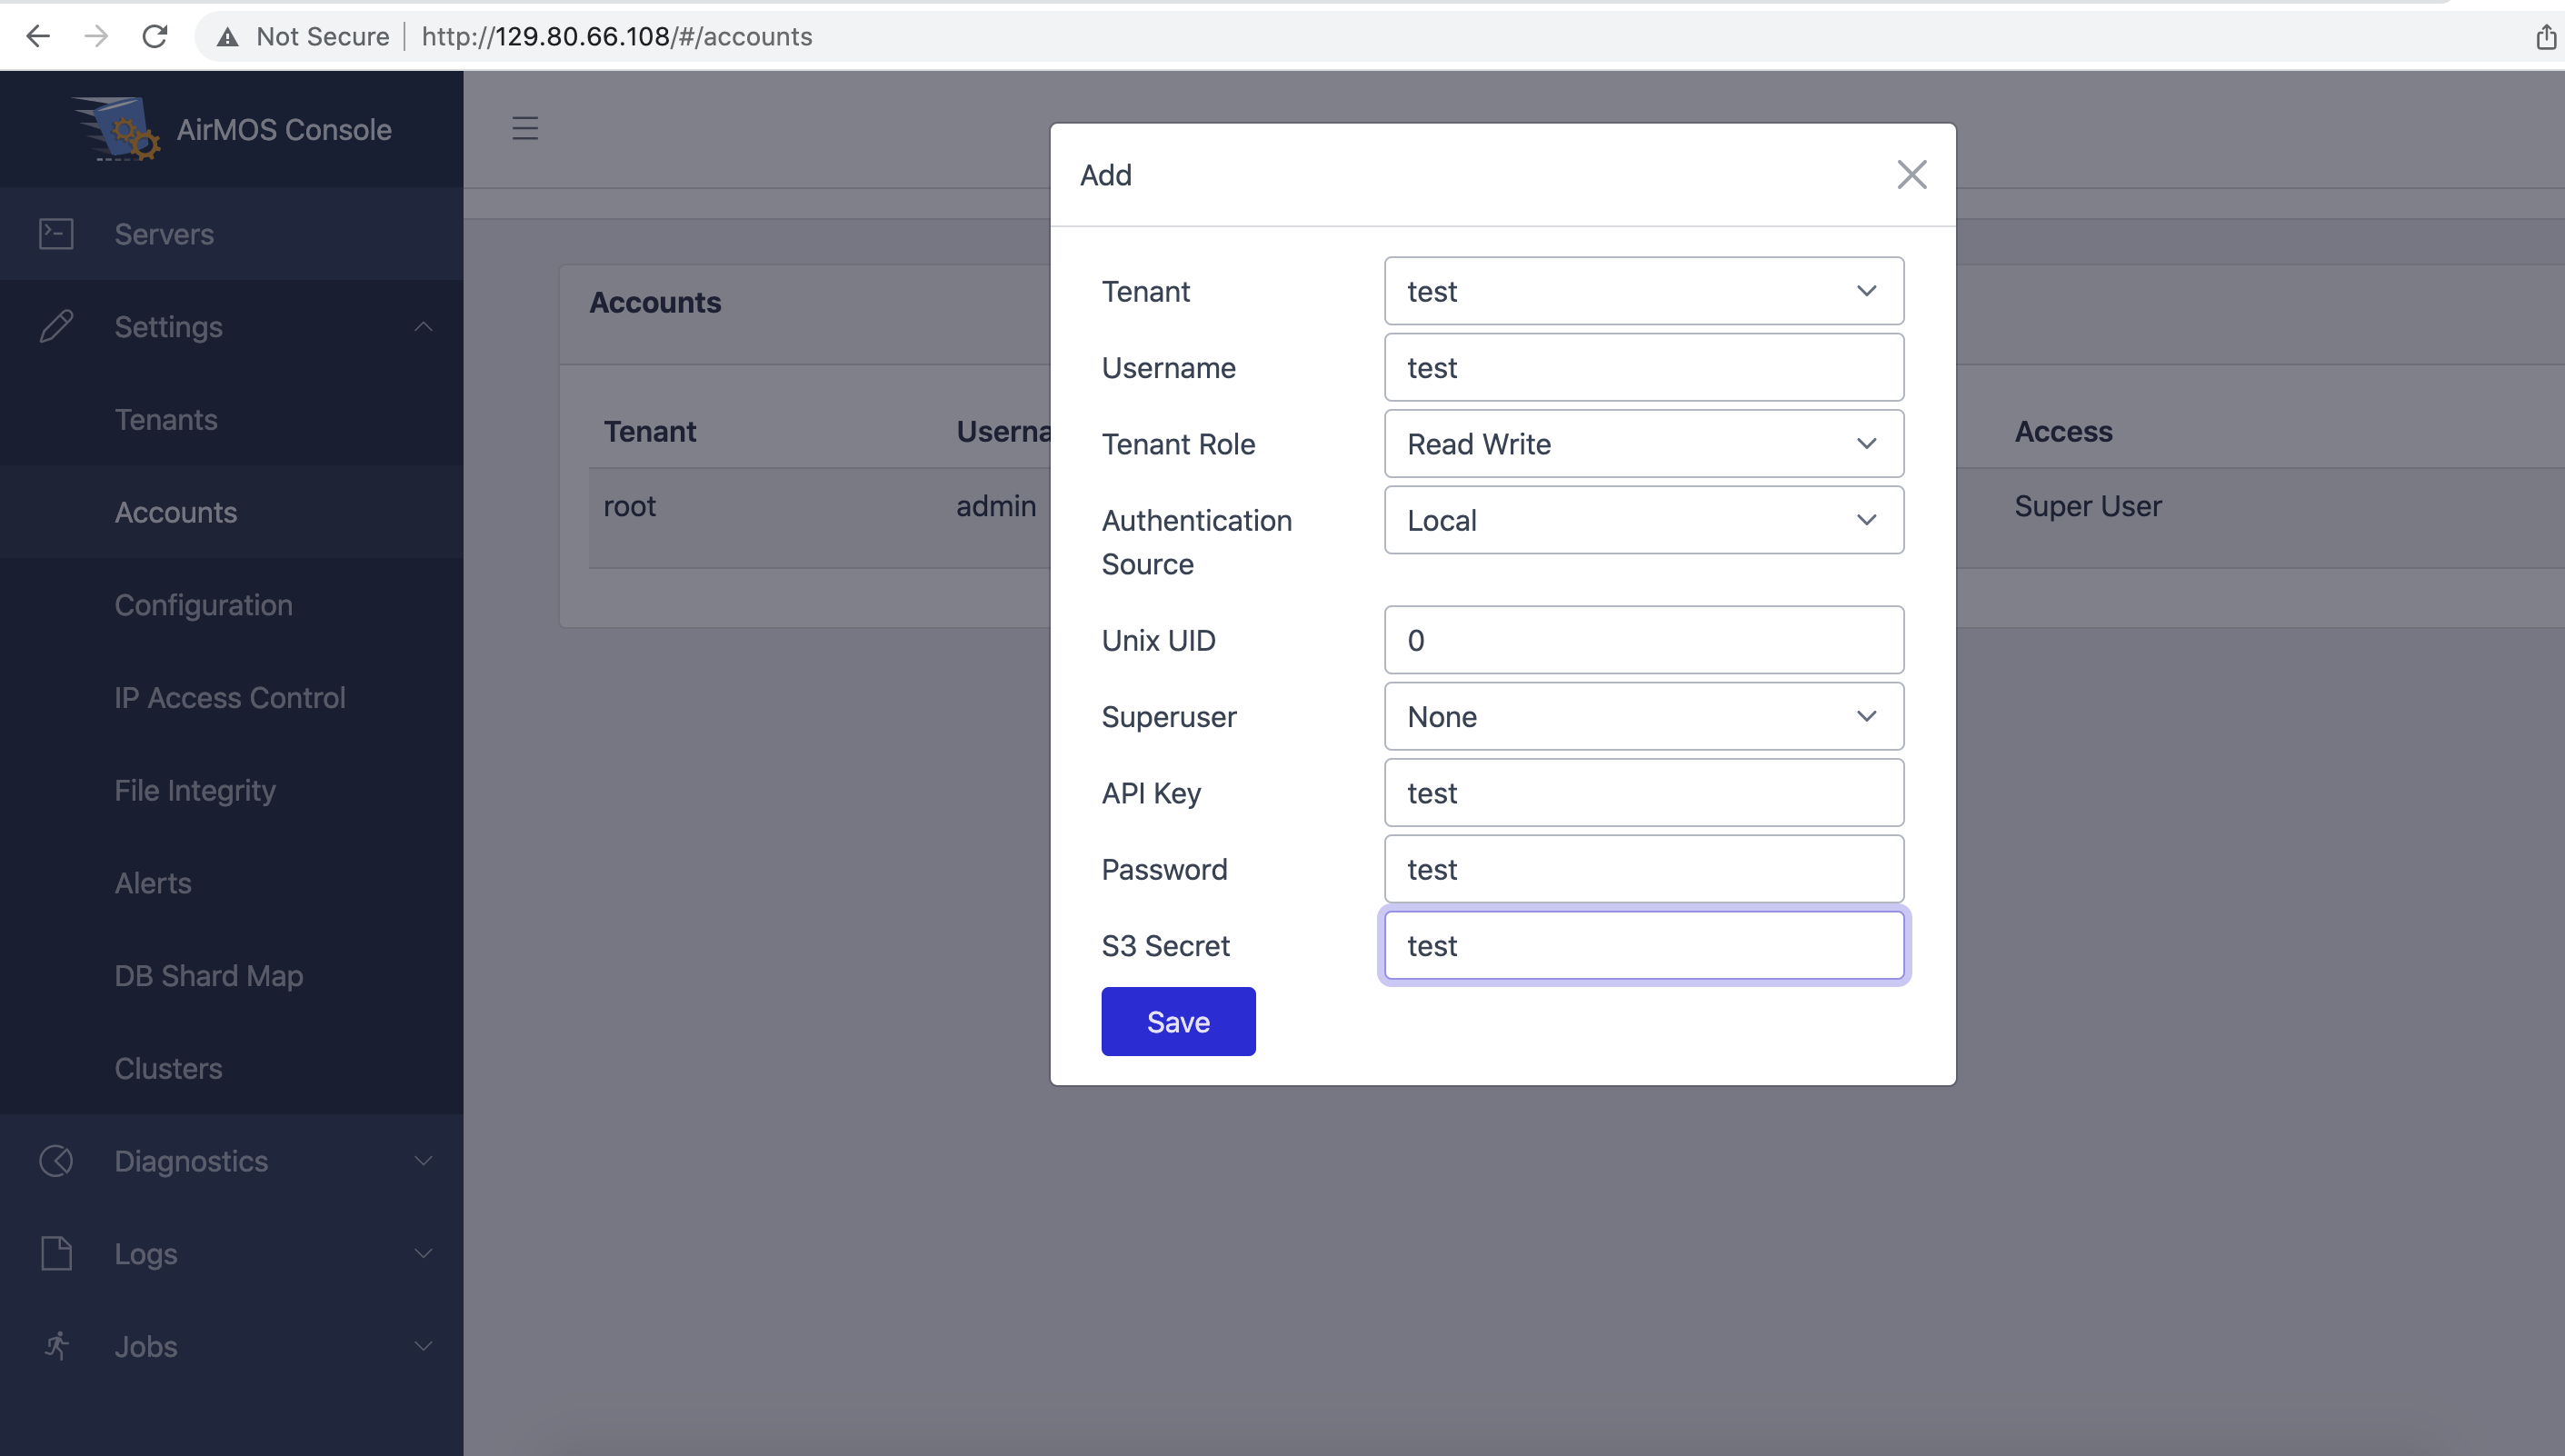 Not Secure | http://129.80.66.108/#/accounts
AirMOS Console
Servers
Settings
Tenants
Accounts
Configuration
IP Access Control
File Integrity
Alerts
DB Shard Map
Clusters
Diagnostics
Logs
Jobs
Accounts
Tenant Userna Access
root admin Super User
Add
Tenant test
Username test
Tenant Role Read Write
Authentication Local
Source
Unix UID 0
Superuser None
API Key test
Password test
S3 Secret test
Save